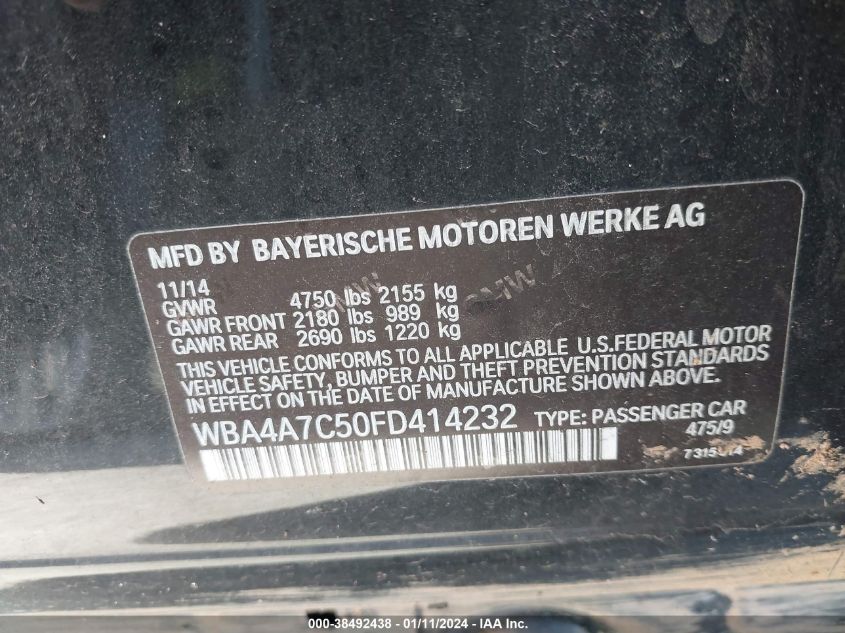 MFD BY BAYERISCHE MOTOREN WERKE AG
11/14
GVWR 4750 lbs 2155 kg
GAWR FRONT 2180 lbs 989 kg
GAWR REAR 2690 lbs 1220 kg
THIS VEHICLE CONFORMS TO ALL APPLICABLE U.S.FEDERAL MOTOR
VEHICLE SAFETY, BUMPER AND THEFT PREVENTION STANDARDS
IN EFFECT ON THE DATE OF MANUFACTURE SHOWN ABOVE.
WBA4A7C50FD414232 TYPE: PASSENGER CAR
475/9
000-38492438 - 01/11/2024 - © IAA Inc.